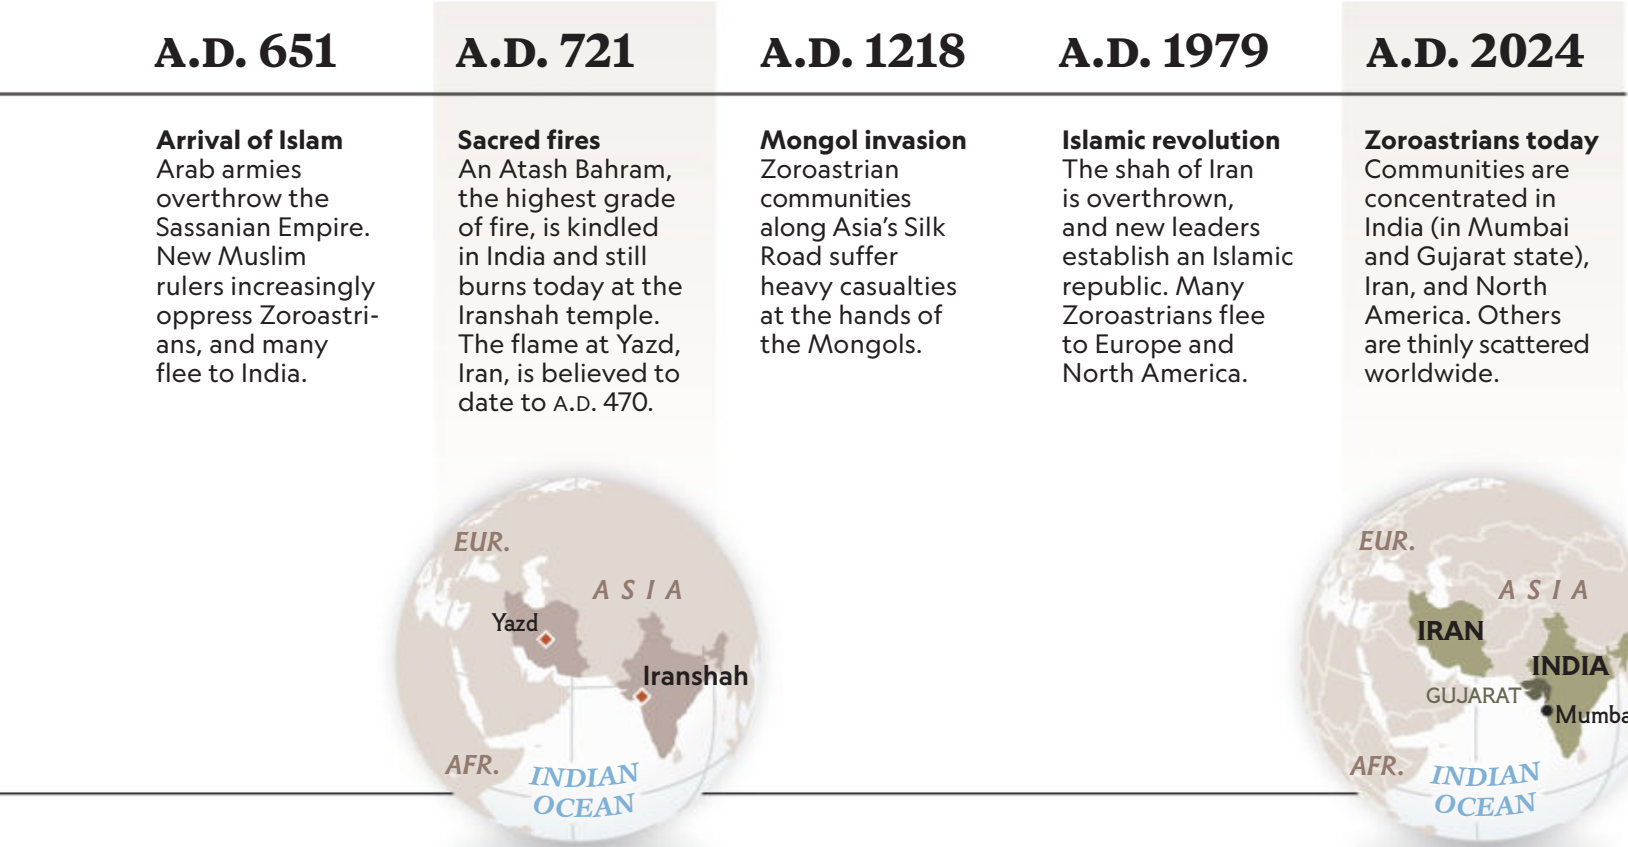 A.D. 651
Arrival of Islam
Arab armies
overthrow the
Sassanian Empire.
New Muslim
rulers increasingly
oppress Zoroastri-
ans, and many
flee to India.
A.D. 721
Sacred fires
An Atash Bahram,
the highest grade
of fire, is kindled
in India and still
burns today at the
Iranshah temple.
The flame at Yazd,
Iran, is believed to
date to A.D. 470.
EUR.
ASIA
Yazd
Iranshah
AFR.
INDIAN
OCEAN
A.D. 1218
Mongol invasion
Zoroastrian
communities
along Asia's Silk
Road suffer
heavy casualties
at the hands of
the Mongols.
A.D. 1979
Islamic revolution
The shah of Iran
is overthrown,
and new leaders
establish an Islamic
republic. Many
Zoroastrians flee
to Europe and
North America.
A.D. 2024
Zoroastrians today
Communities are
concentrated in
India (in Mumbai
and Gujarat state),
Iran, and North
America. Others
are thinly scattered
worldwide.
EUR.
ASIA
IRAN
INDIA
GUJARAT
Mumba
AFR.
INDIAN
OCEAN